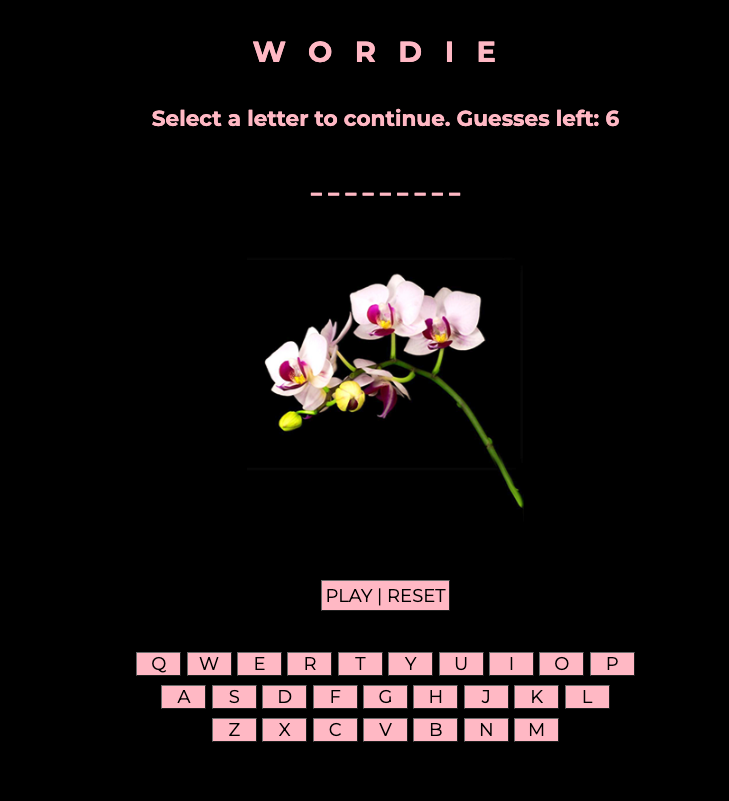 W O R D I E
Select a letter to continue. Guesses left: 6
_ _ _ _ _ _ _ _ _
PLAY | RESET
Q W E R T Y U I O P
A S D F G H J K L
Z X C V B N M